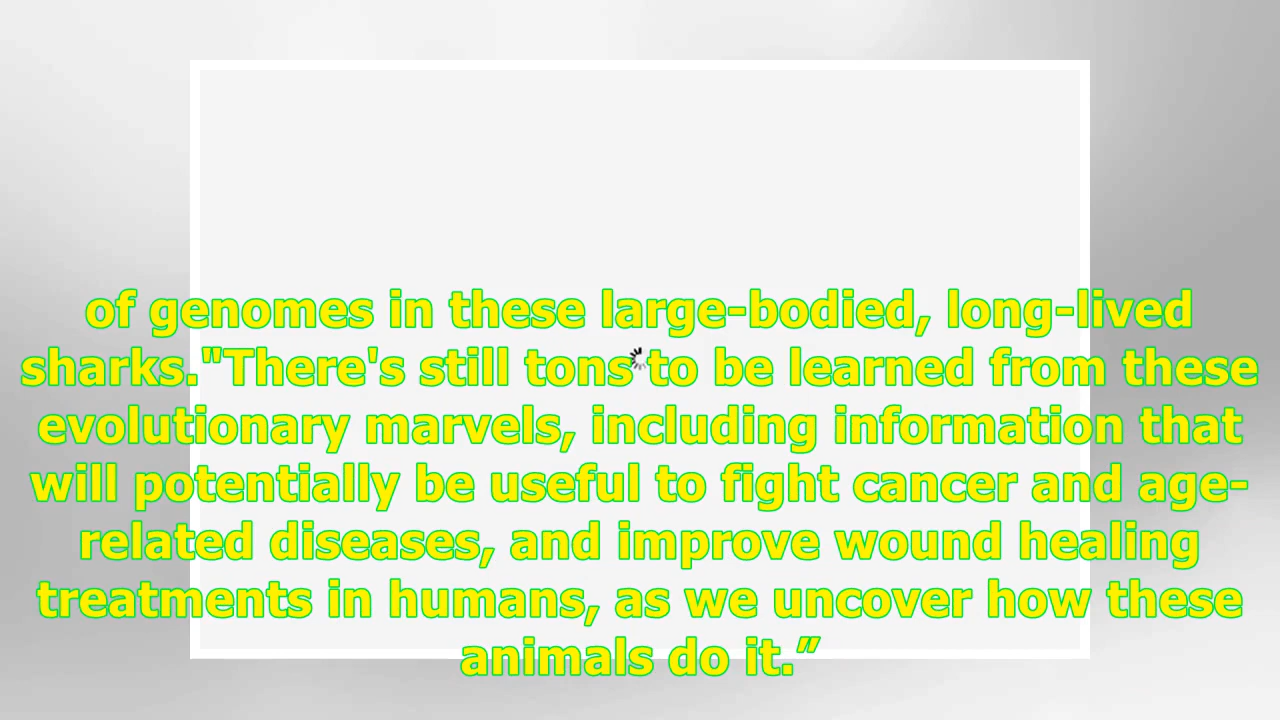 of genomes in these large-bodied, long-lived
sharks."There's still tons to be learned from these
evolutionary marvels, including information that
will potentially be useful to fight cancer and age-
related diseases, and improve wound healing
treatments in humans, as we uncover how these
animals do it.”